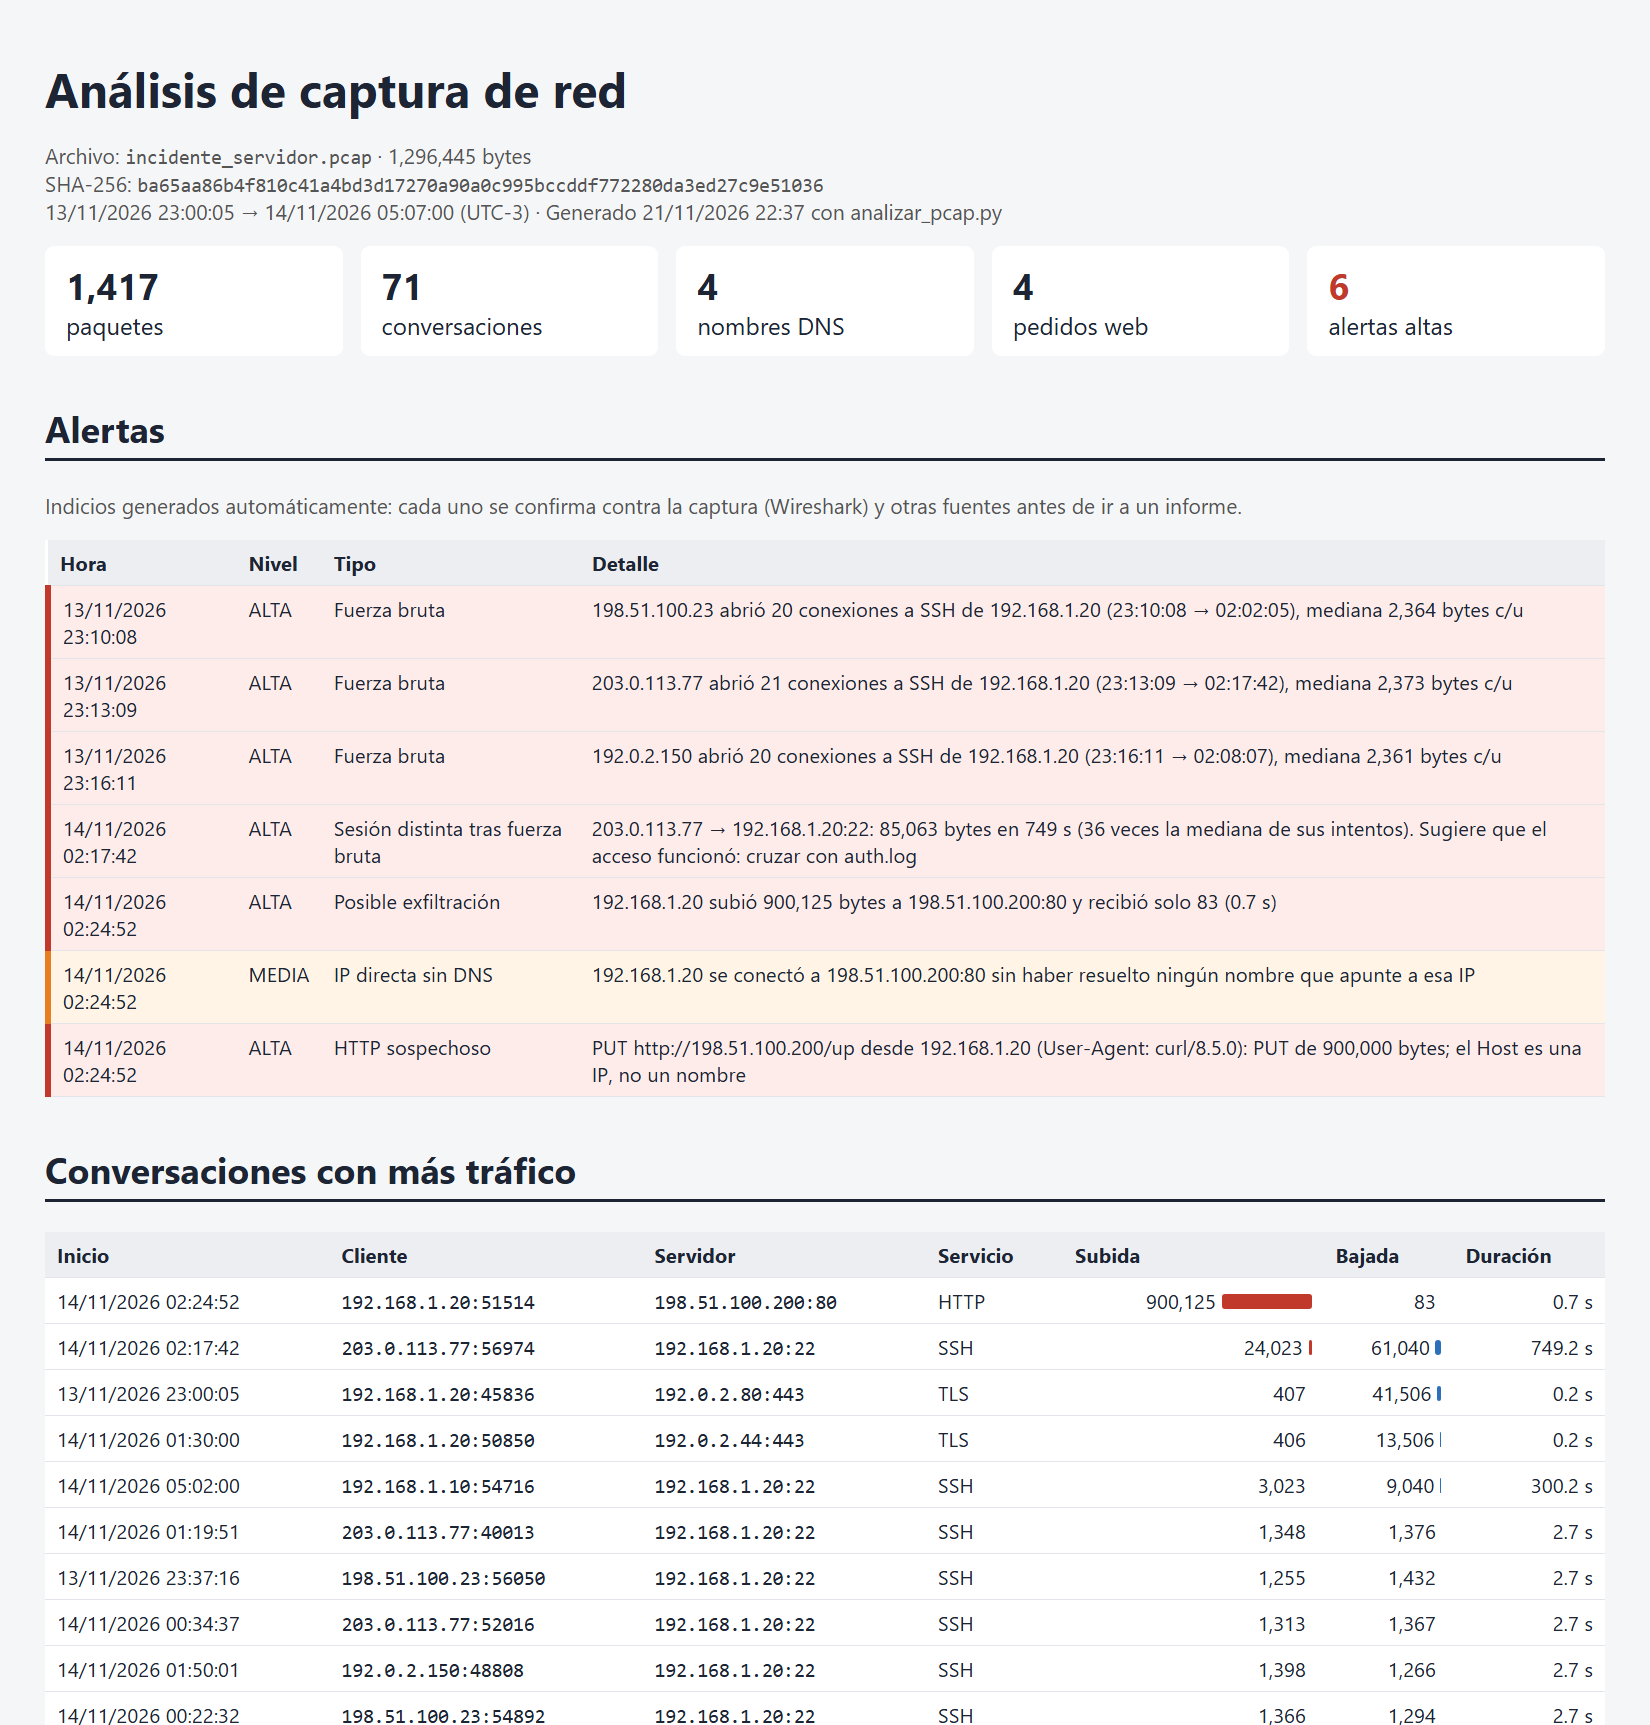 Análisis de captura de red
Archivo: incidente_servidor.pcap · 1,296,445 bytes
SHA-256: ba65aa86b4f810c41a4bd3d17270a90a0c995bccddf772280da3ed27c9e51036
13/11/2026 23:00:05 → 14/11/2026 05:07:00 (UTC-3) · Generado 21/11/2026 22:37 con analizar_pcap.py
1,417
paquetes
71
conversaciones
4
nombres DNS
4
pedidos web
6
alertas altas
Alertas
Indicios generados automáticamente: cada uno se confirma contra la captura (Wireshark) y otras fuentes antes de ir a un informe.
Hora Nivel Tipo Detalle
13/11/2026 ALTA Fuerza bruta 198.51.100.23 abrió 20 conexiones a SSH de 192.168.1.20 (23:10:08 → 02:02:05), mediana 2,364 bytes c/u
23:10:08
13/11/2026 ALTA Fuerza bruta 203.0.113.77 abrió 21 conexiones a SSH de 192.168.1.20 (23:13:09 → 02:17:42), mediana 2,373 bytes c/u
23:13:09
13/11/2026 ALTA Fuerza bruta 192.0.2.150 abrió 20 conexiones a SSH de 192.168.1.20 (23:16:11 → 02:08:07), mediana 2,361 bytes c/u
23:16:11
14/11/2026 ALTA Sesión distinta tras fuerza 203.0.113.77 → 192.168.1.20:22: 85,063 bytes en 749 s (36 veces la mediana de sus intentos). Sugiere que el
02:17:42 bruta acceso funcionó: cruzar con auth.log
14/11/2026 ALTA Posible exfiltración 192.168.1.20 subió 900,125 bytes a 198.51.100.200:80 y recibió solo 83 (0.7 s)
02:24:52
14/11/2026 MEDIA IP directa sin DNS 192.168.1.20 se conectó a 198.51.100.200:80 sin haber resuelto ningún nombre que apunte a esa IP
02:24:52
14/11/2026 ALTA HTTP sospechoso PUT http://198.51.100.200/up desde 192.168.1.20 (User-Agent: curl/8.5.0): PUT de 900,000 bytes; el Host es una
02:24:52 IP, no un nombre
Conversaciones con más tráfico
Inicio Cliente Servidor Servicio Subida Bajada Duración
14/11/2026 02:24:52 192.168.1.20:51514 198.51.100.200:80 HTTP 900,125 83 0.7 s
14/11/2026 02:17:42 203.0.113.77:56974 192.168.1.20:22 SSH 24,023 61,040 749.2 s
13/11/2026 23:00:05 192.168.1.20:45836 192.0.2.80:443 TLS 407 41,506 0.2 s
14/11/2026 01:30:00 192.168.1.20:50850 192.0.2.44:443 TLS 406 13,506 0.2 s
14/11/2026 05:02:00 192.168.1.10:54716 192.168.1.20:22 SSH 3,023 9,040 300.2 s
14/11/2026 01:19:51 203.0.113.77:40013 192.168.1.20:22 SSH 1,348 1,376 2.7 s
13/11/2026 23:37:16 198.51.100.23:56050 192.168.1.20:22 SSH 1,255 1,432 2.7 s
14/11/2026 00:34:37 203.0.113.77:52016 192.168.1.20:22 SSH 1,313 1,367 2.7 s
14/11/2026 01:50:01 192.0.2.150:48808 192.168.1.20:22 SSH 1,398 1,266 2.7 s
14/11/2026 00:22:32 198.51.100.23:54892 192.168.1.20:22 SSH 1,366 1,294 2.7 s